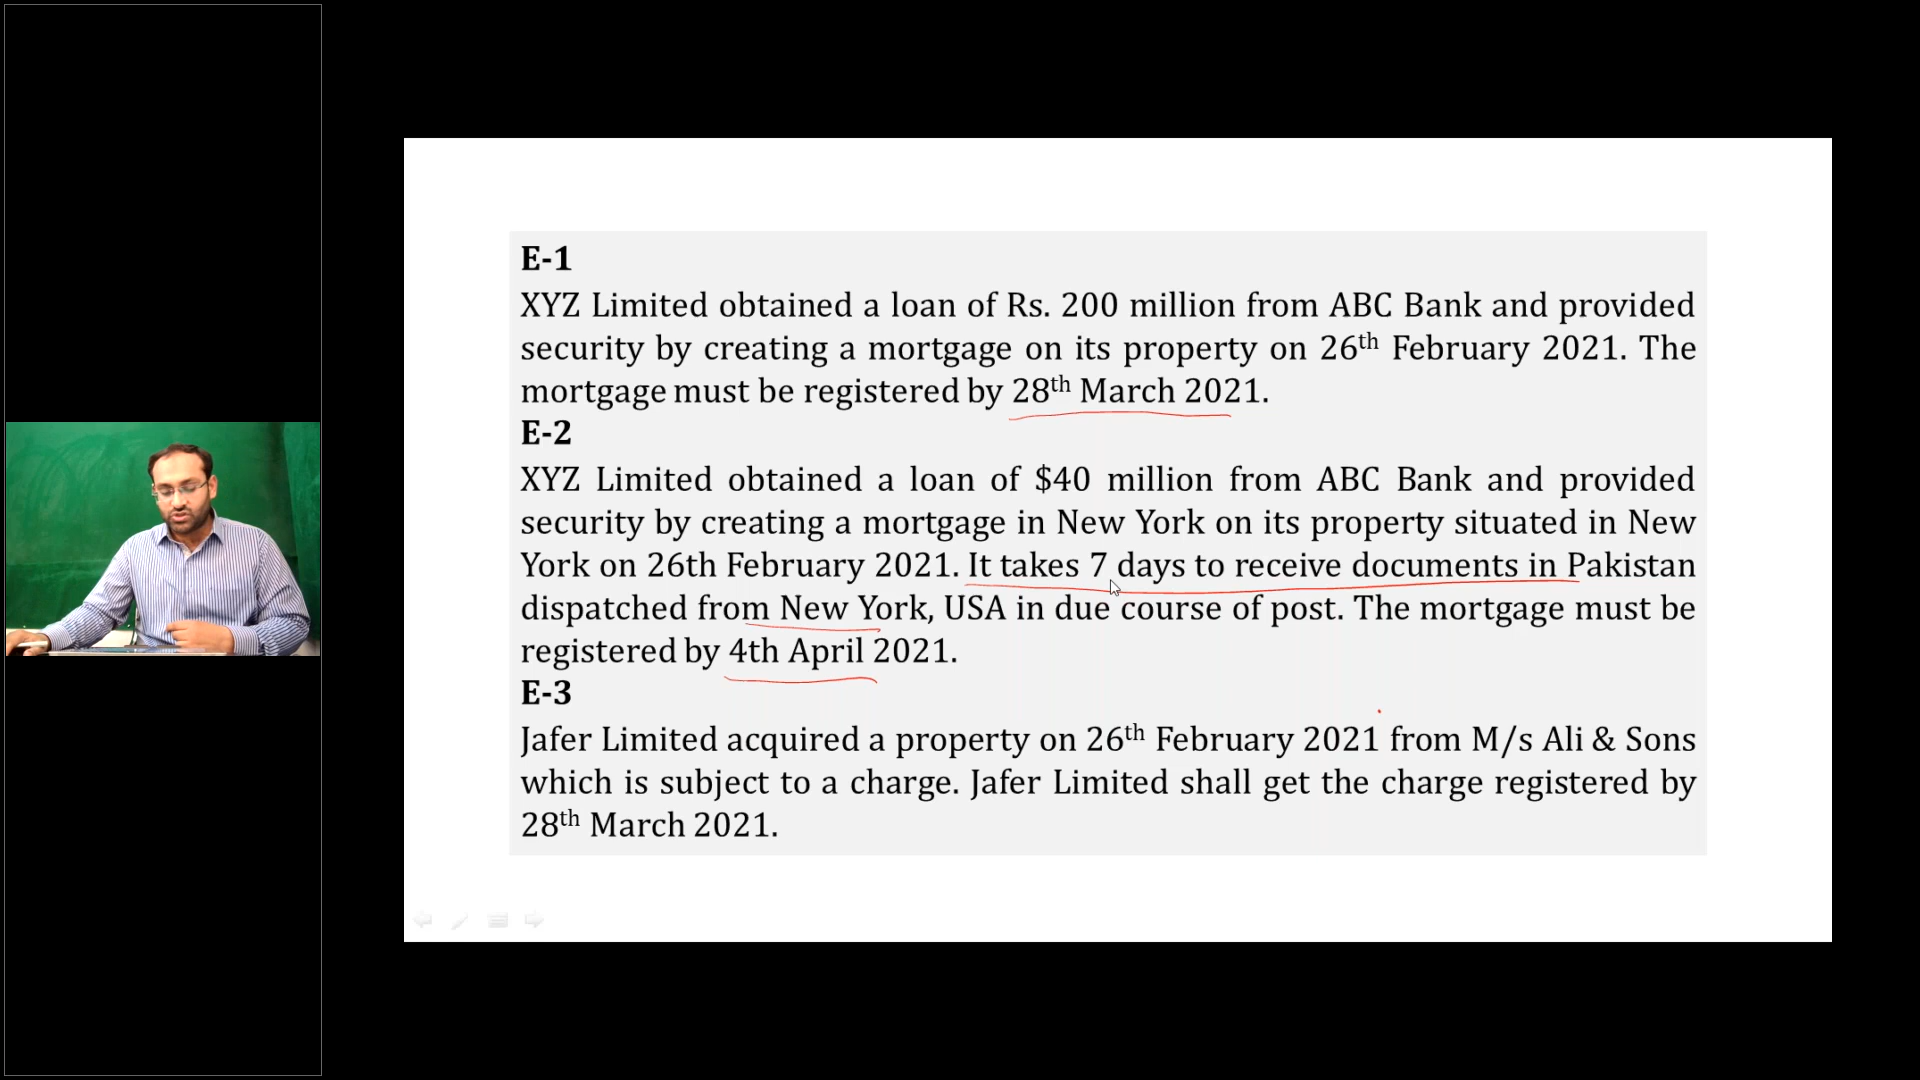 E-1
XYZ Limited obtained a loan of Rs. 200 million from ABC Bank and provided
security by creating a mortgage on its property on 26th February 2021. The
mortgage must be registered by 28th March 2021.
E-2
XYZ Limited obtained a loan of $40 million from ABC Bank and provided
security by creating a mortgage in New York on its property situated in New
York on 26th February 2021. It takes 7 days to receive documents in Pakistan
dispatched from New York, USA in due course of post. The mortgage must be
registered by 4th April 2021.
E-3
Jafer Limited acquired a property on 26th February 2021 from M/s Ali & Sons
which is subject to a charge. Jafer Limited shall get the charge registered by
28th March 2021.